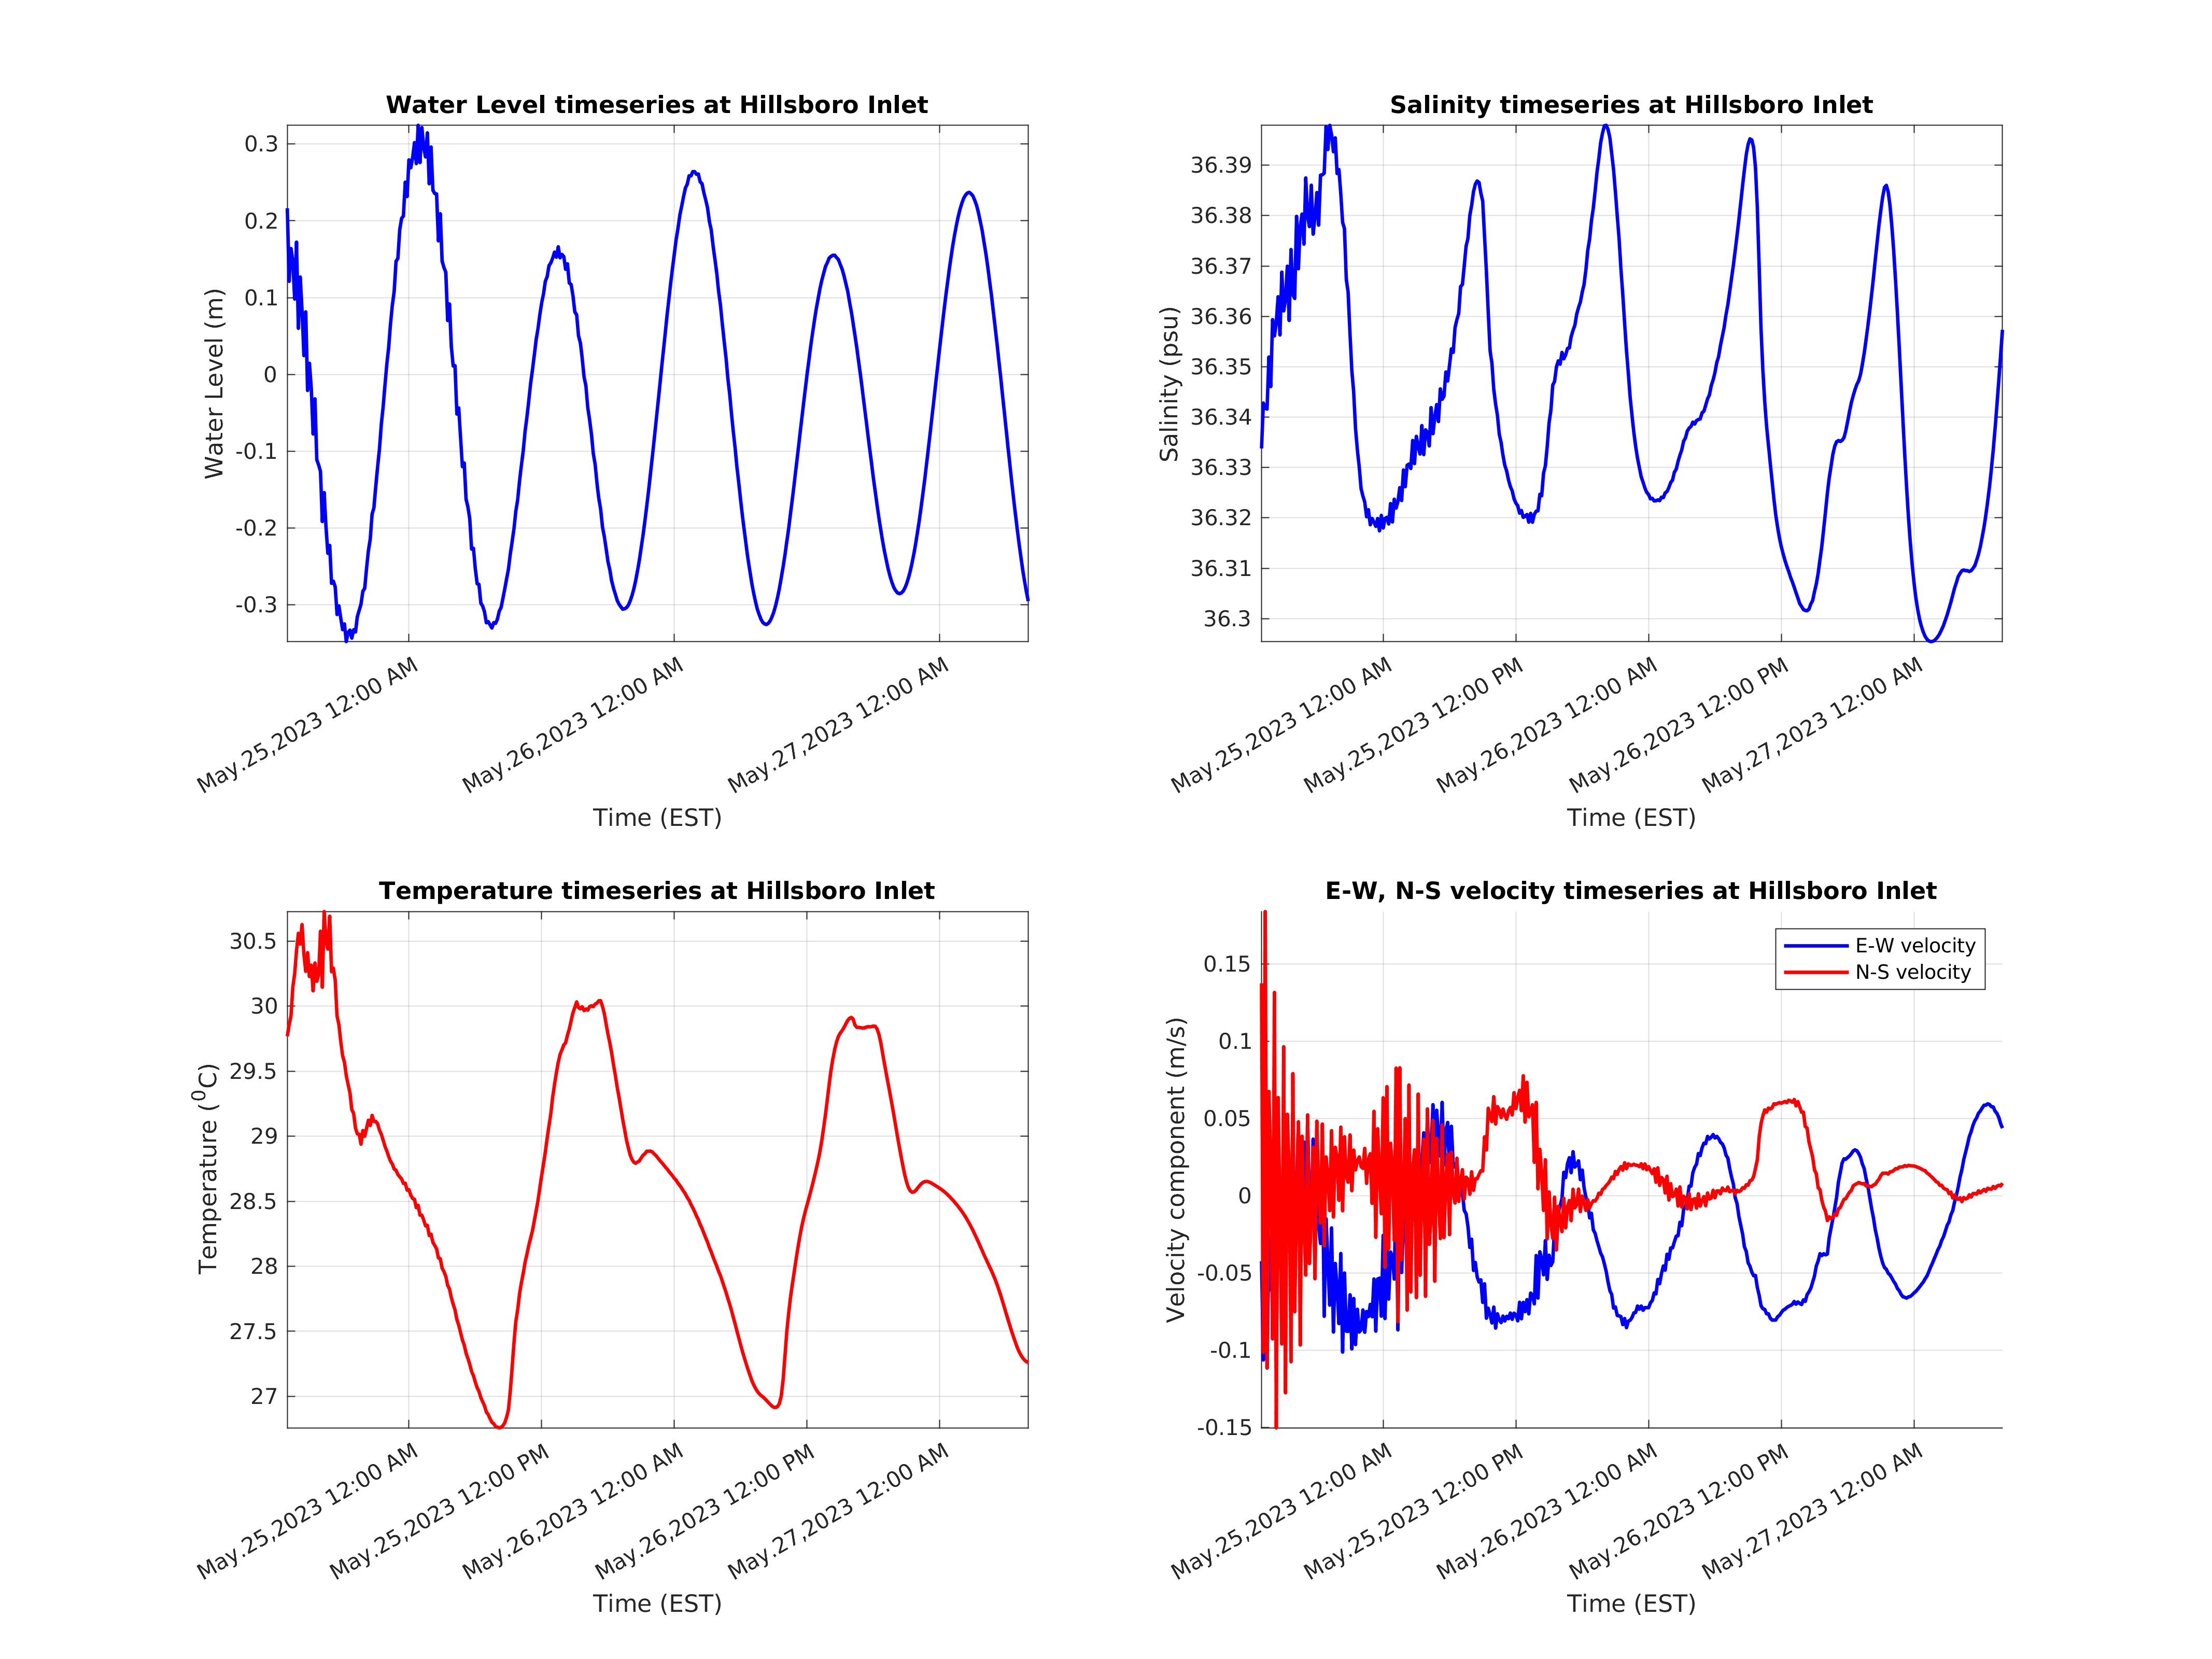 Water Level timeseries at Hillsboro Inlet
Water Level (m)
0.3
0.2
0.1
0
-0.1
-0.2
-0.3
May.25,2023 12:00 AM
May.26,2023 12:00 AM
May.27,2023 12:00 AM
Time (EST)
Salinity timeseries at Hillsboro Inlet
Salinity (psu)
36.39
36.38
36.37
36.36
36.35
36.34
36.33
36.32
36.31
36.3
May.25,2023 12:00 AM
May.25,2023 12:00 PM
May.26,2023 12:00 AM
May.26,2023 12:00 PM
May.27,2023 12:00 AM
Time (EST)
Temperature timeseries at Hillsboro Inlet
Temperature (⁰C)
30.5
30
29.5
29
28.5
28
27.5
27
May.25,2023 12:00 AM
May.25,2023 12:00 PM
May.26,2023 12:00 AM
May.26,2023 12:00 PM
May.27,2023 12:00 AM
Time (EST)
E-W, N-S velocity timeseries at Hillsboro Inlet
Velocity component (m/s)
0.15
0.1
0.05
0
-0.05
-0.1
-0.15
E-W velocity
N-S velocity
May.25,2023 12:00 AM
May.25,2023 12:00 PM
May.26,2023 12:00 AM
May.26,2023 12:00 PM
May.27,2023 12:00 AM
Time (EST)